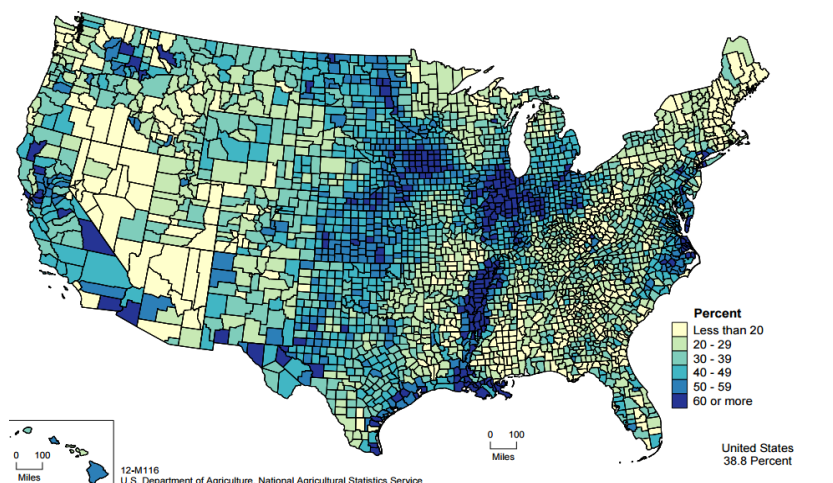 Percent
Less than 20
20 - 29
30 - 39
40 - 49
50 - 59
60 or more
0 100
Miles
United States
38.8 Percent
0 100
Miles
12-M116
U.S. Department of Agriculture, National Agricultural Statistics Service